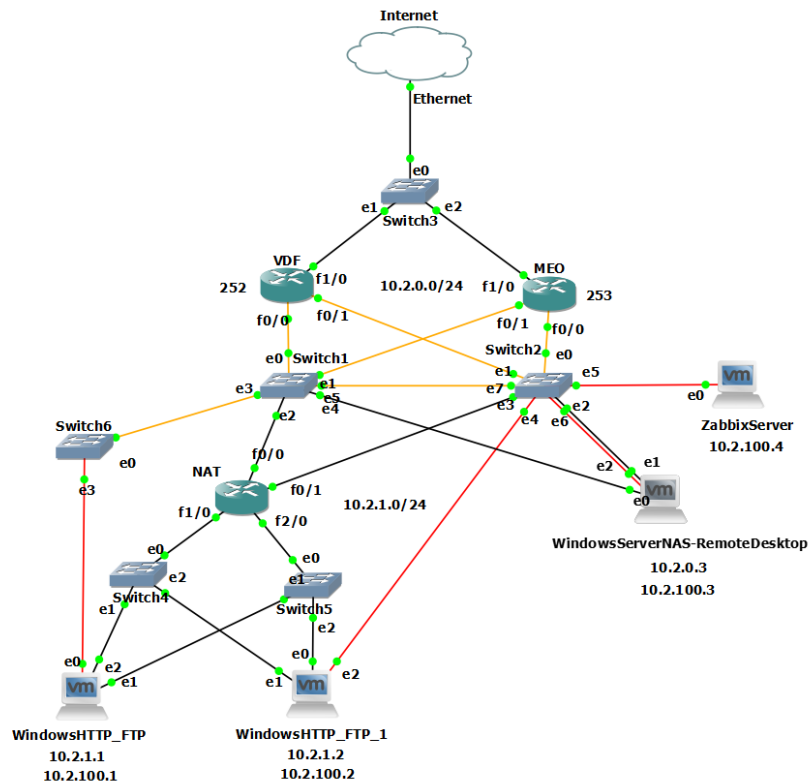 Internet
Ethernet
e0
e1
e2
Switch3
VDF
MEO
f1/0
10.2.0.0/24
f1/0
252
253
f0/0
f0/1
f0/1
f0/0
Switch1
Switch2
e0
e0
e3
e1
e1
e5
e7
e5
e4
e2
e3
e4
e2
e6
e0
ZabbixServer
10.2.100.4
Switch6
e0
e3
f0/0
NAT
f0/1
10.2.1.0/24
f1/0
f2/0
e2
e1
e0
WindowsServerNAS-RemoteDesktop
10.2.0.3
10.2.100.3
e0
e0
e2
e1
Switch4
Switch5
e1
e2
e0
e2
e1
e0
e1
e2
WindowsHTTP_FTP
10.2.1.1
10.2.100.1
WindowsHTTP_FTP_1
10.2.1.2
10.2.100.2
vm
vm
vm
vm